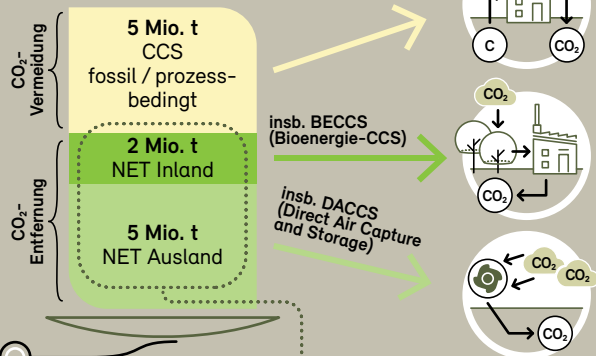 CO₂-
Vermeidung
5 Mio. t
CCS
fossil / prozess-
bedingt
C
CO₂
CO₂-
Entfernung
2 Mio. t
NET Inland
insb. BECCS
(Bioenergie-CCS)
CO₂
CO₂
5 Mio. t
NET Ausland
insb. DACCS
(Direct Air Capture
and Storage)
CO₂
CO₂
CO₂